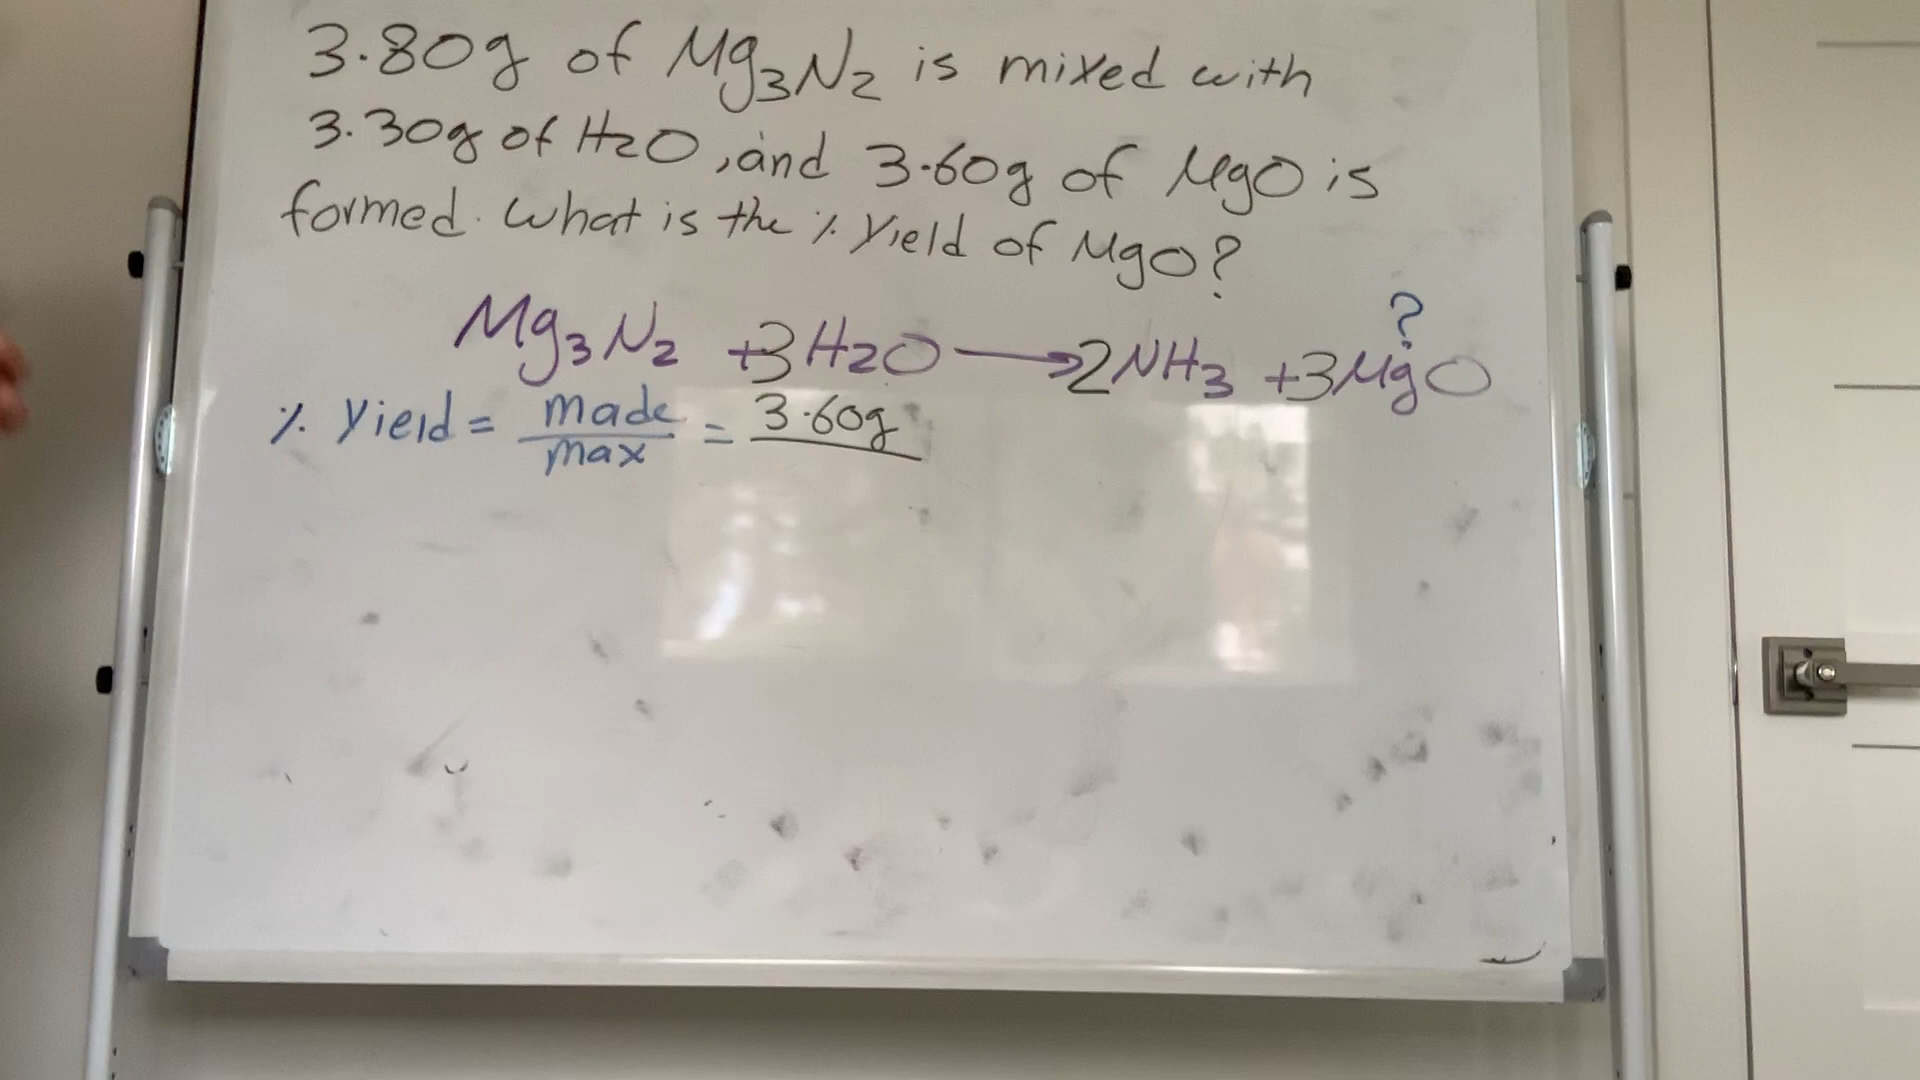 3.80g of Mg3N2 is mixed with
3.30g of H2O, and 3.60g of MgO is
formed. What is the % Yield of MgO?
?
Mg3N2 + 3H2O → 2NH3 + 3MgO
% Yield = made/max = 3.60g